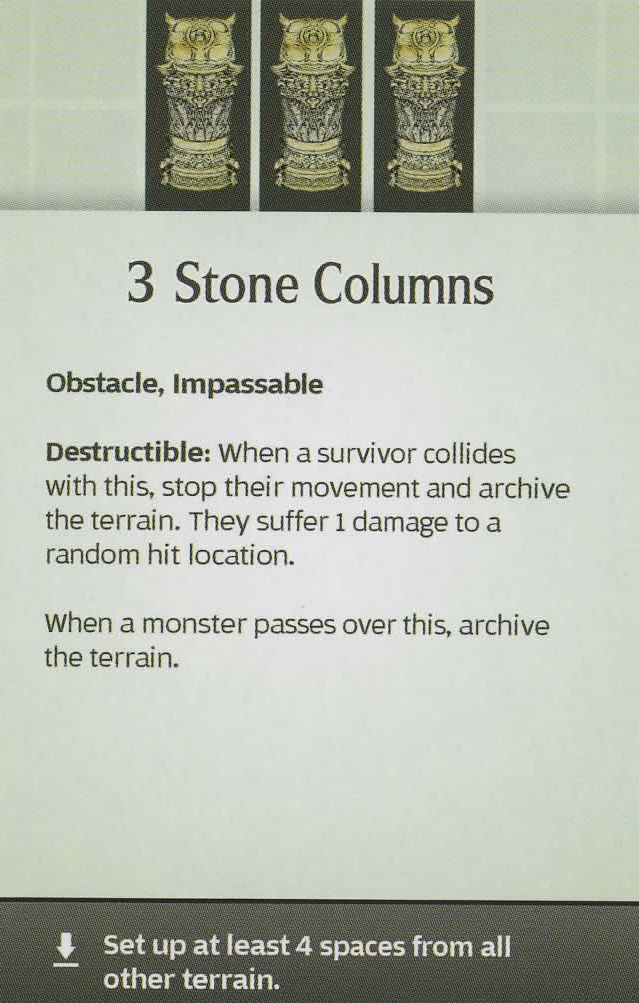 3 Stone Columns
Obstacle, Impassable
Destructible: When a survivor collides
with this, stop their movement and archive
the terrain. They suffer 1 damage to a
random hit location.
When a monster passes over this, archive
the terrain.
Set up at least 4 spaces from all
other terrain.